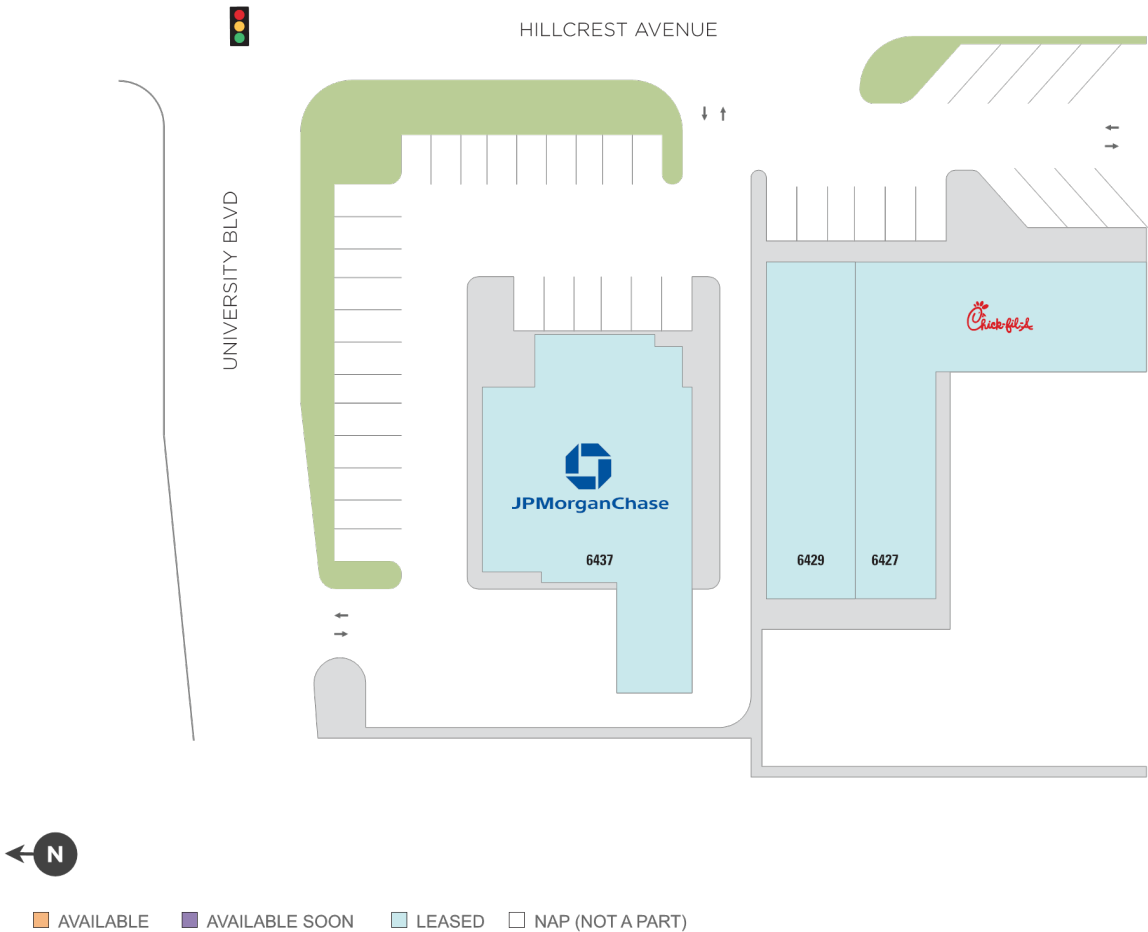 HILLCREST AVENUE
UNIVERSITY BLVD
Chick-fil-A
JPMorganChase
6437
6429
6427
N
AVAILABLE
AVAILABLE SOON
LEASED
NAP (NOT A PART)